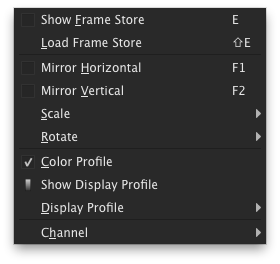 Show Frame Store E
Load Frame Store ⇧E
Mirror Horizontal F1
Mirror Vertical F2
Scale
Rotate
Color Profile
Show Display Profile
Display Profile
Channel